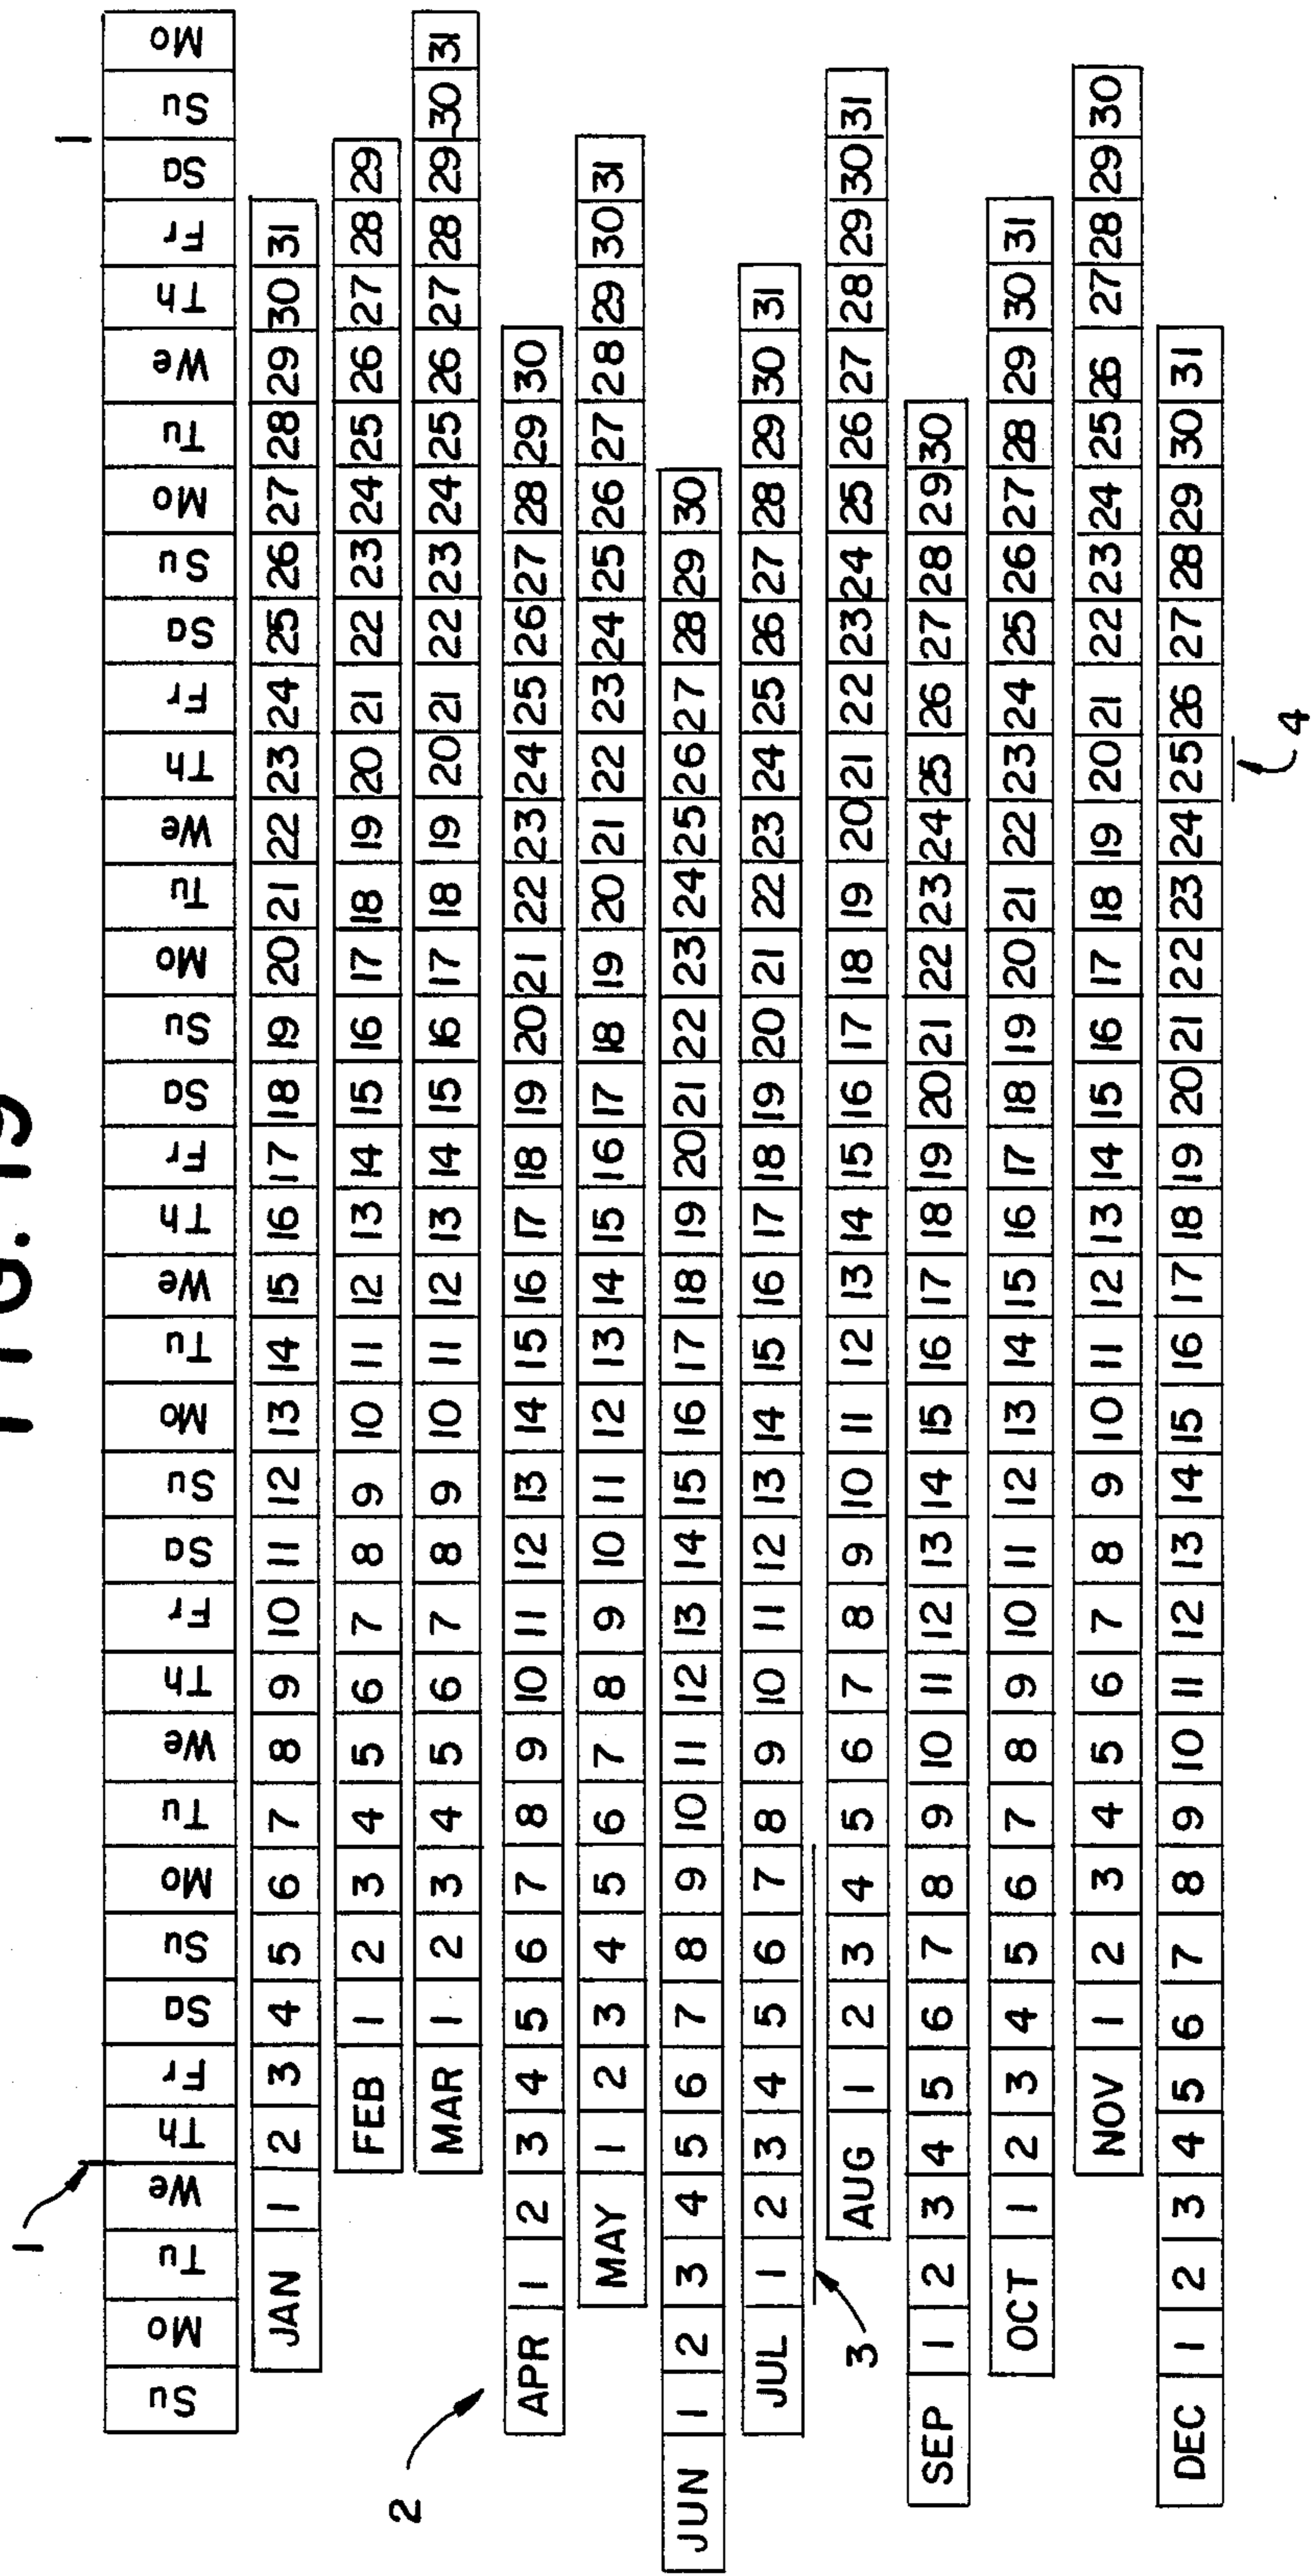 FIG. 19
1
1
Su Mo Tu We Th Fr Sa Su Mo Tu We Th Fr Sa Su Mo Tu We Th Fr Sa Su Mo Tu We Th Fr Sa Su Mo Tu We Th Fr Sa Su Mo
JAN 1 2 3 4 5 6 7 8 9 10 11 12 13 14 15 16 17 18 19 20 21 22 23 24 25 26 27 28 29 30 31
FEB 1 2 3 4 5 6 7 8 9 10 11 12 13 14 15 16 17 18 19 20 21 22 23 24 25 26 27 28 29
MAR 1 2 3 4 5 6 7 8 9 10 11 12 13 14 15 16 17 18 19 20 21 22 23 24 25 26 27 28 29 30 31
2
APR 1 2 3 4 5 6 7 8 9 10 11 12 13 14 15 16 17 18 19 20 21 22 23 24 25 26 27 28 29 30
MAY 1 2 3 4 5 6 7 8 9 10 11 12 13 14 15 16 17 18 19 20 21 22 23 24 25 26 27 28 29 30 31
JUN 1 2 3 4 5 6 7 8 9 10 11 12 13 14 15 16 17 18 19 20 21 22 23 24 25 26 27 28 29 30
JUL 1 2 3 4 5 6 7 8 9 10 11 12 13 14 15 16 17 18 19 20 21 22 23 24 25 26 27 28 29 30 31
3
AUG 1 2 3 4 5 6 7 8 9 10 11 12 13 14 15 16 17 18 19 20 21 22 23 24 25 26 27 28 29 30 31
SEP 1 2 3 4 5 6 7 8 9 10 11 12 13 14 15 16 17 18 19 20 21 22 23 24 25 26 27 28 29 30
OCT 1 2 3 4 5 6 7 8 9 10 11 12 13 14 15 16 17 18 19 20 21 22 23 24 25 26 27 28 29 30 31
NOV 1 2 3 4 5 6 7 8 9 10 11 12 13 14 15 16 17 18 19 20 21 22 23 24 25 26 27 28 29 30
DEC 1 2 3 4 5 6 7 8 9 10 11 12 13 14 15 16 17 18 19 20 21 22 23 24 25 26 27 28 29 30 31
4